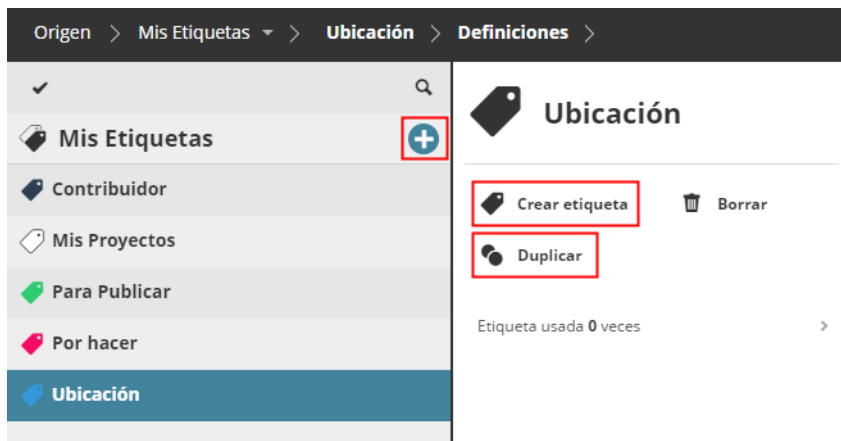 Origen > Mis Etiquetas > Ubicación > Definiciones >
Mis Etiquetas
Contribuidor
Mis Proyectos
Para Publicar
Por hacer
Ubicación
Ubicación
Crear etiqueta
Borrar
Duplicar
Etiqueta usada 0 veces